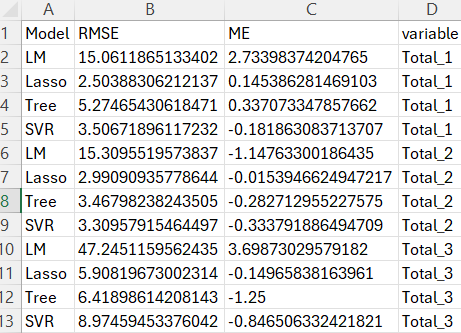 A B C D
1 Model RMSE ME variable
2 LM 15.0611865133402 2.73398374204765 Total_1
3 Lasso 2.50388306212137 0.145386281469103 Total_1
4 Tree 5.27465430618471 0.337073347857662 Total_1
5 SVR 3.50671896117232 -0.181863083713707 Total_1
6 LM 15.3095519573837 -1.14763300186435 Total_2
7 Lasso 2.99090935778644 -0.0153946624947217 Total_2
8 Tree 3.46798238243505 -0.282712955227575 Total_2
9 SVR 3.30957915464497 -0.333791886494709 Total_2
10 LM 47.2451159562435 3.69873029579182 Total_3
11 Lasso 5.90819673002314 -0.14965838163961 Total_3
12 Tree 6.41898614208143 -1.25 Total_3
13 SVR 8.97459453376042 -0.846506332421821 Total_3